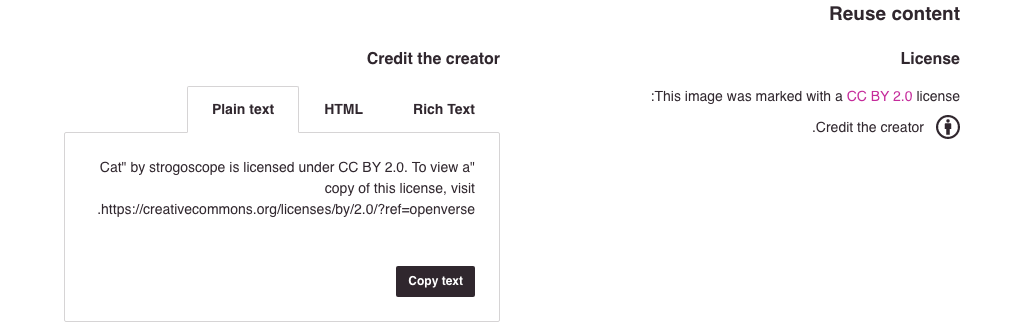 Reuse content
License
:This image was marked with a CC BY 2.0 license
.Credit the creator
Credit the creator
Rich Text
HTML
Plain text
Cat" by strogoscope is licensed under CC BY 2.0. To view a"
copy of this license, visit
.https://creativecommons.org/licenses/by/2.0/?ref=openverse
Copy text